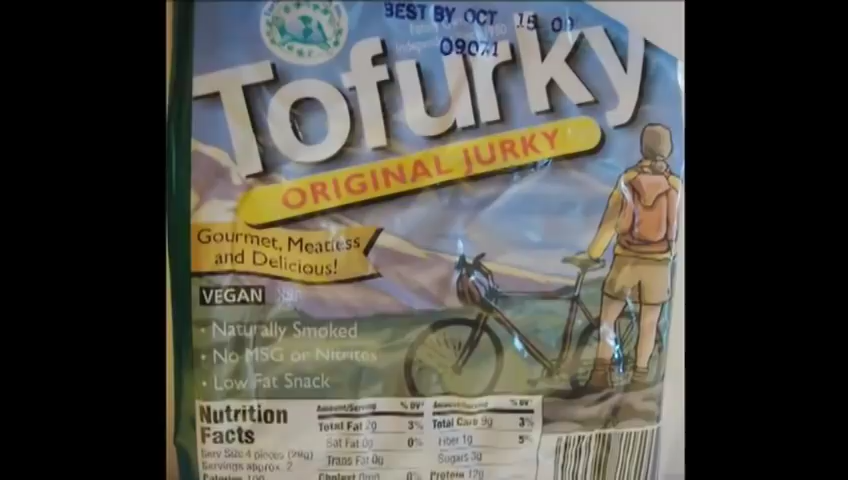 BEST BY OCT 15 09
09071
Tofurky
ORIGINAL JURKY
Gourmet, Meatless
and Delicious!
VEGAN
• Naturally Smoked
• No MSG or Nitrites
• Low Fat Snack
Nutrition
Facts
Serv Size 4 pieces (28g)
Servings approx. 2
Calories 100
Amount/Serving % DV*
Total Fat 2g 3%
Sat Fat 0g 0%
Trans Fat 0g
Cholest 0mg 0%
Amount/Serving % DV*
Total Carb 9g 3%
Fiber 1g 5%
Sugars 3g
Protein 12g